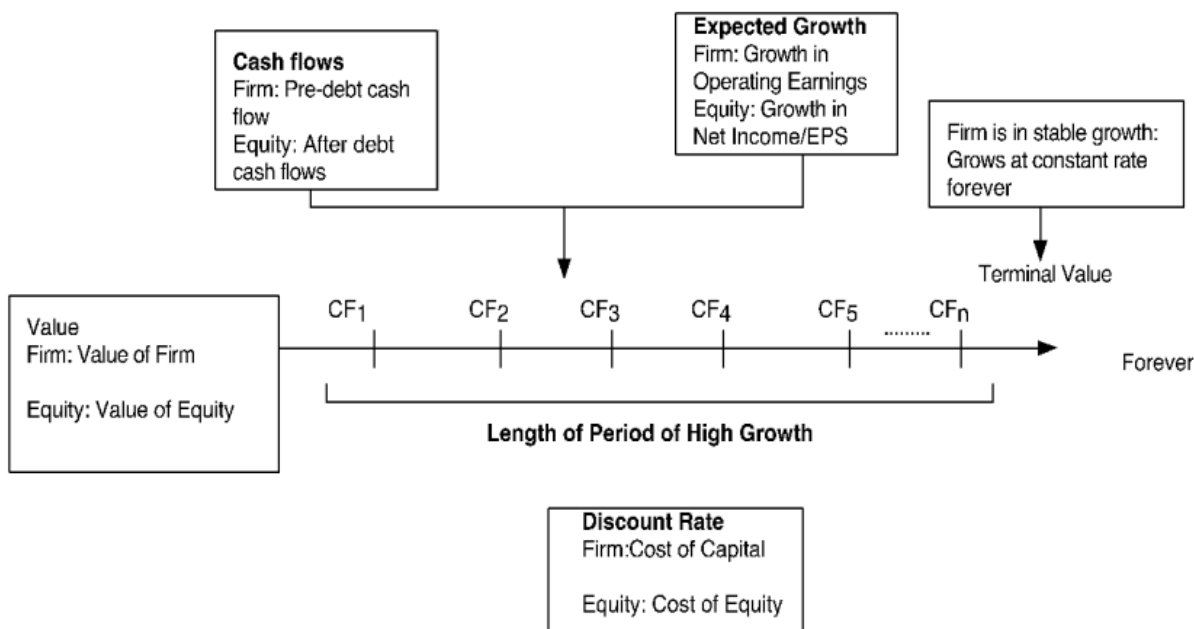 Cash flows
Firm: Pre-debt cash
flow
Equity: After debt
cash flows
Expected Growth
Firm: Growth in
Operating Earnings
Equity: Growth in
Net Income/EPS
Firm is in stable growth:
Grows at constant rate
forever
Terminal Value
Value
Firm: Value of Firm
Equity: Value of Equity
CF1 CF2 CF3 CF4 CF5 ........ CFn
Forever
Length of Period of High Growth
Discount Rate
Firm:Cost of Capital
Equity: Cost of Equity